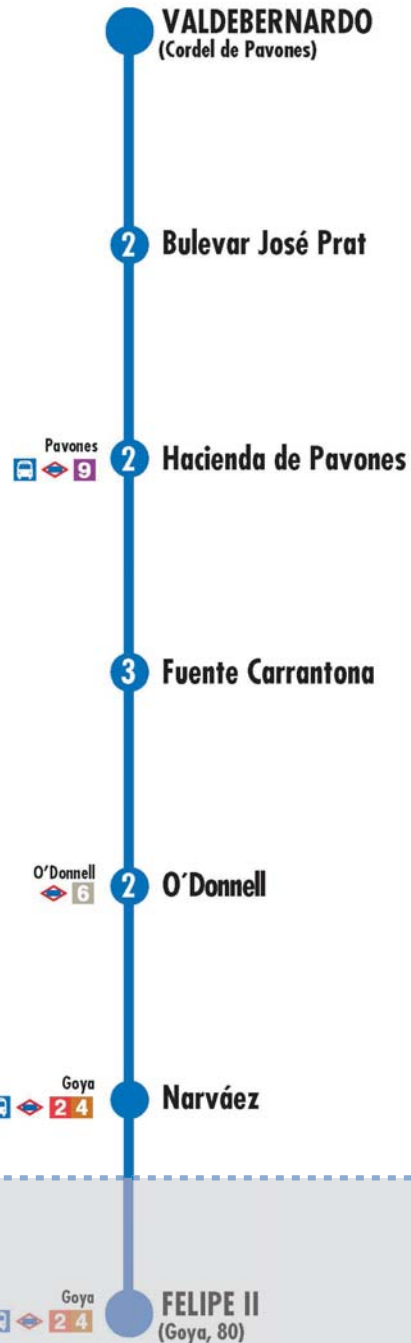 VALDEBERNARDO
(Cordel de Pavones)
2 Bulevar José Prat
Pavones
9 2 Hacienda de Pavones
3 Fuente Carrantona
O'Donnell
6 2 O´Donnell
Goya
2 4 Narváez
Goya
2 4 FELIPE II
(Goya, 80)